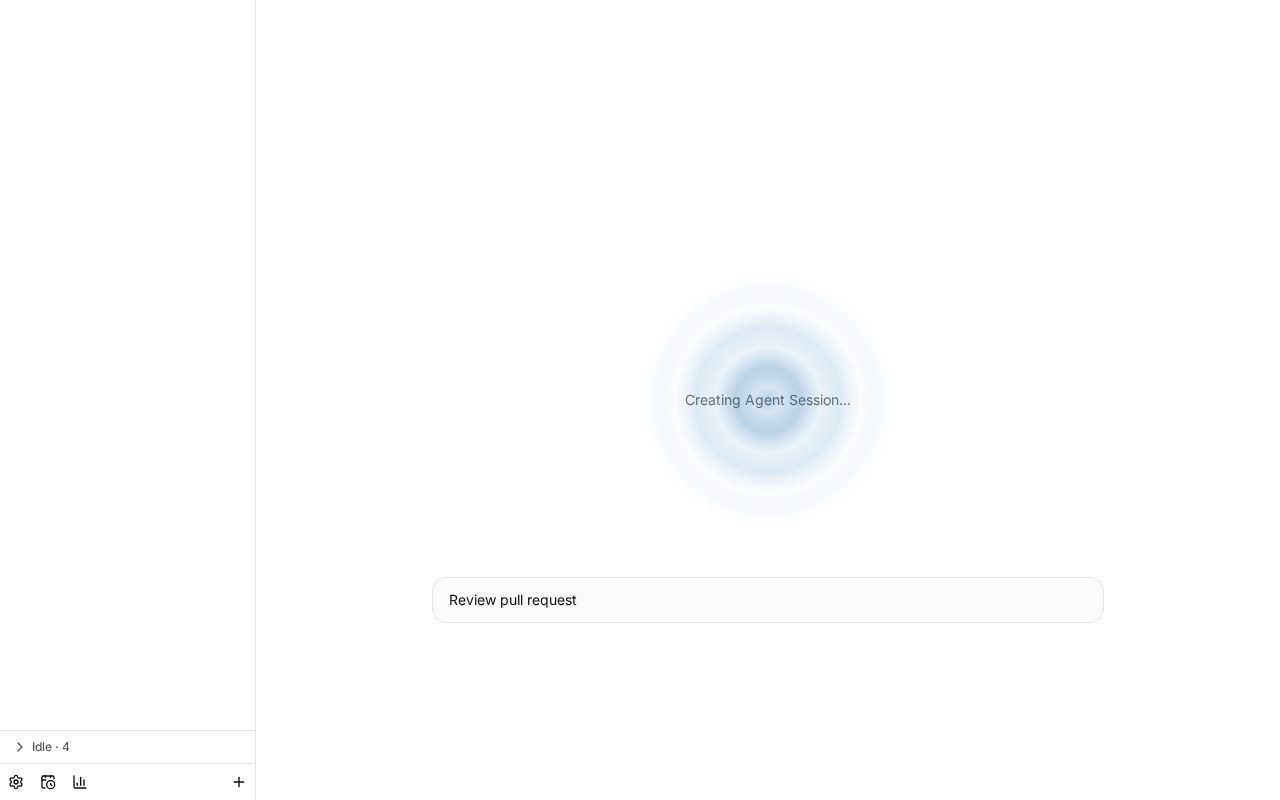 Creating Agent Session...
Review pull request
Idle · 4